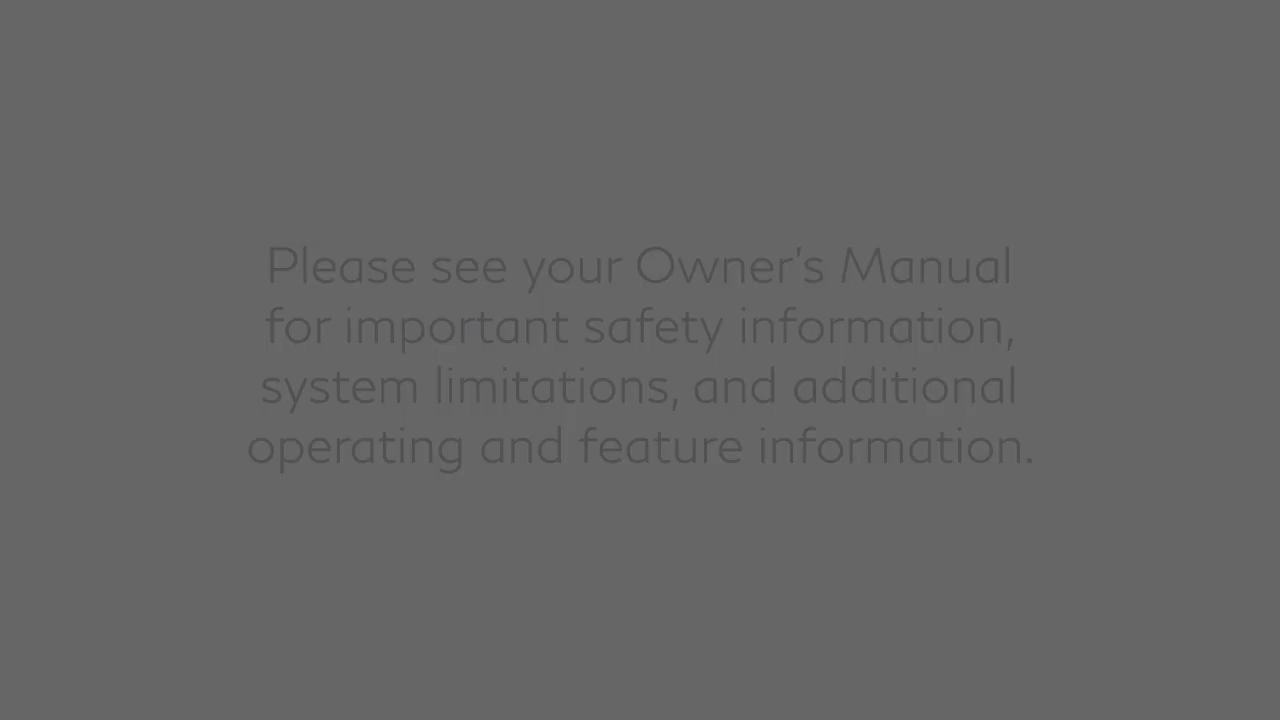 Please see your Owner’s Manual
for important safety information,
system limitations, and additional
operating and feature information.